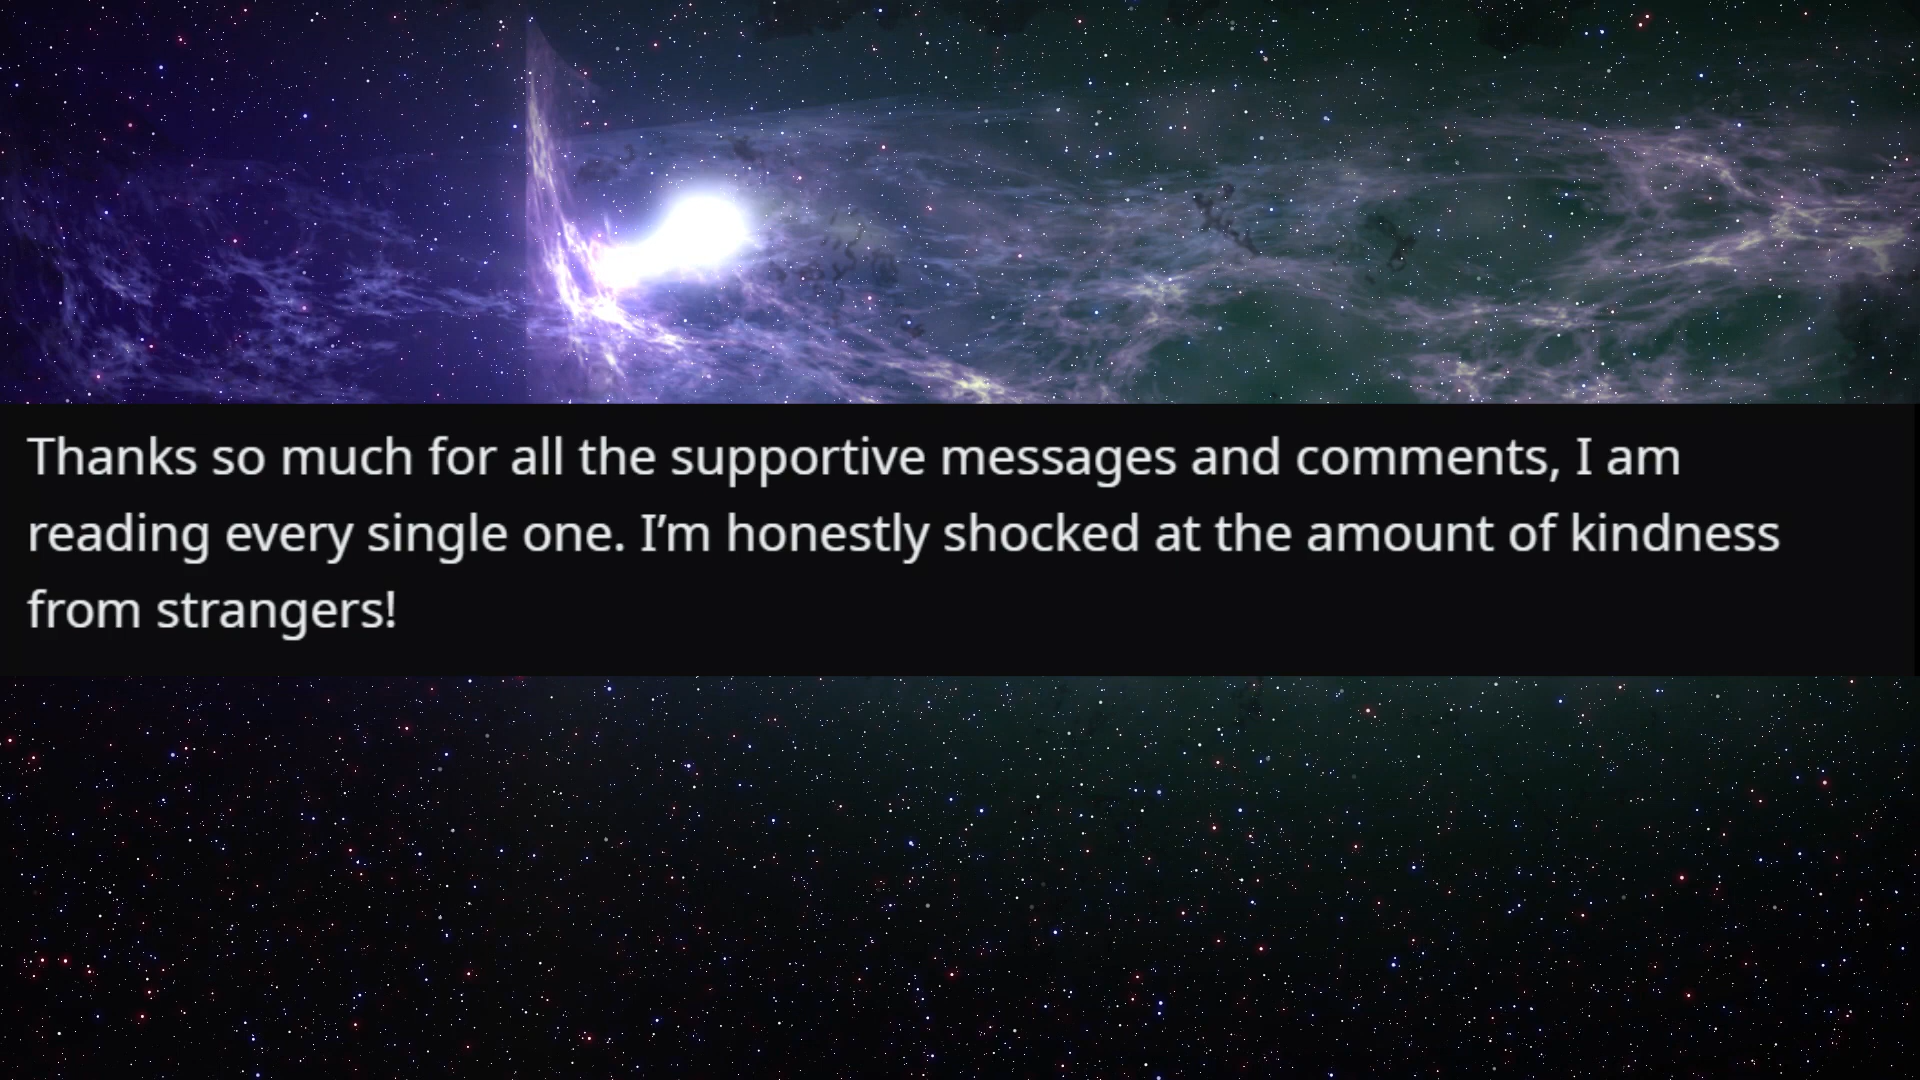 Thanks so much for all the supportive messages and comments, I am
reading every single one. I’m honestly shocked at the amount of kindness
from strangers!